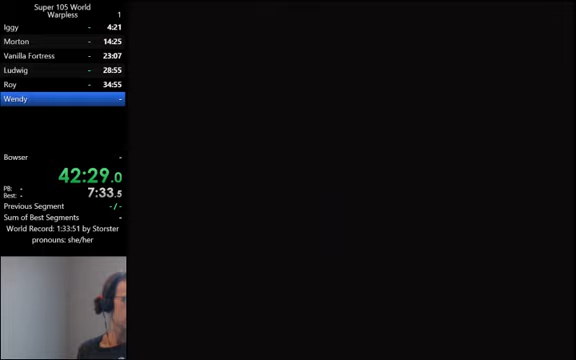 Super 105 World
Warpless 1
Iggy - 4:21
Morton - 14:25
Vanilla Fortress - 23:07
Ludwig - 28:55
Roy - 34:55
Wendy -
Bowser -
42:29.0
PB: -
Best: - 7:33.5
Previous Segment - / -
Sum of Best Segments -
World Record: 1:33:51 by Storster
pronouns: she/her